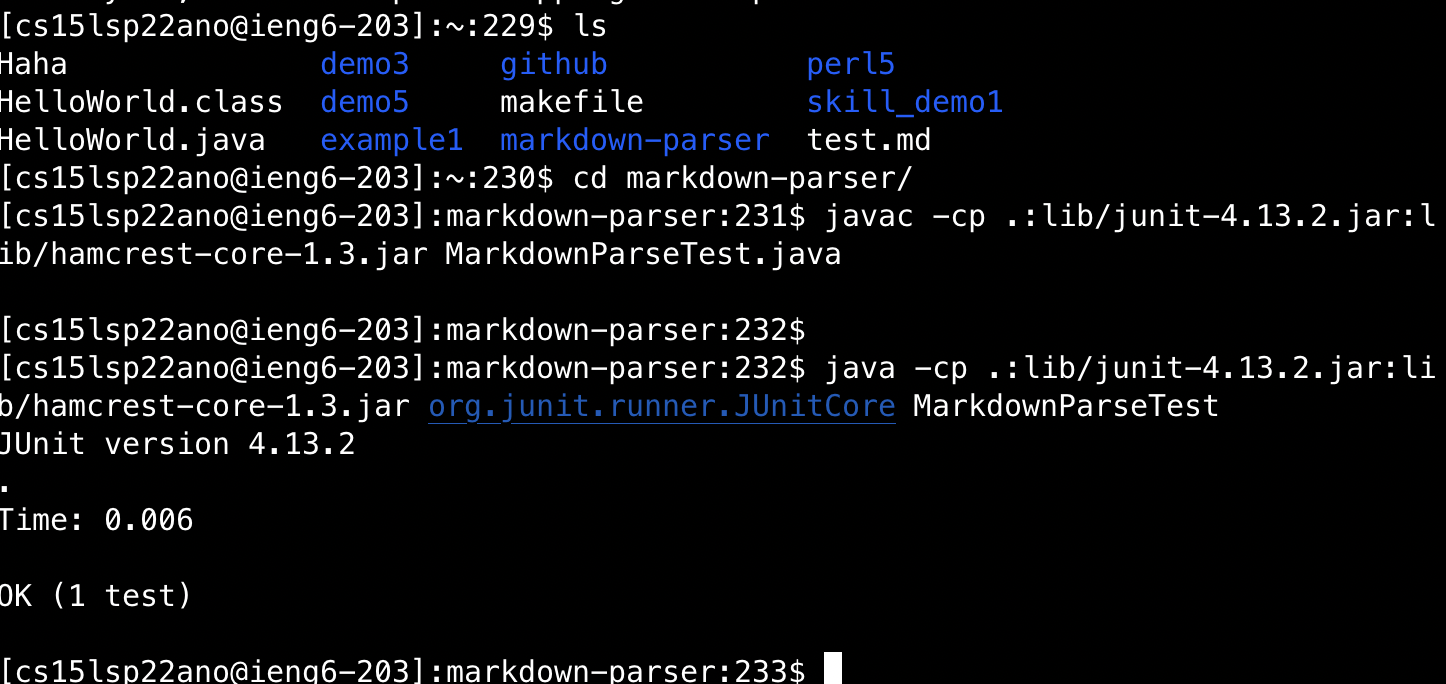 [cs15lsp22ano@ieng6-203]:~:229$ ls
Haha demo3 github perl5
HelloWorld.class demo5 makefile skill_demo1
HelloWorld.java example1 markdown-parser test.md
[cs15lsp22ano@ieng6-203]:~:230$ cd markdown-parser/
[cs15lsp22ano@ieng6-203]:markdown-parser:231$ javac -cp .:lib/junit-4.13.2.jar:l
ib/hamcrest-core-1.3.jar MarkdownParseTest.java
[cs15lsp22ano@ieng6-203]:markdown-parser:232$
[cs15lsp22ano@ieng6-203]:markdown-parser:232$ java -cp .:lib/junit-4.13.2.jar:li
b/hamcrest-core-1.3.jar org.junit.runner.JUnitCore MarkdownParseTest
JUnit version 4.13.2
.
Time: 0.006
OK (1 test)
[cs15lsp22ano@ieng6-203]:markdown-parser:233$